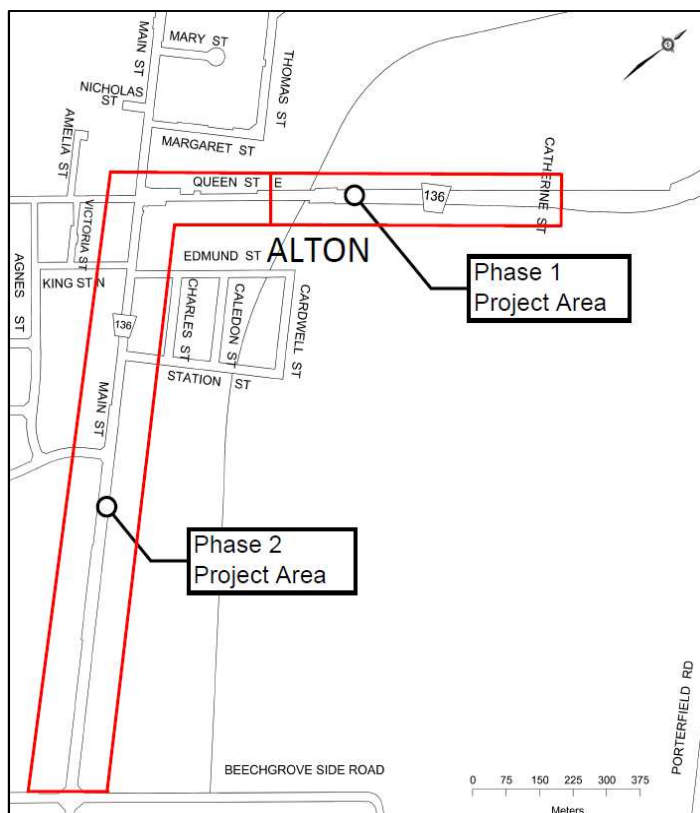 MARY ST
MAIN ST
THOMAS ST
NICHOLAS
ST
AMELIA ST
MARGARET ST
CATHERINE ST
QUEEN ST E
136
VICTORIA ST
AGNES ST
EDMUND ST
ALTON
KING ST N
Phase 1
Project Area
136
CHARLES ST
CALEDON ST
CARDWELL ST
STATION ST
MAIN ST
Phase 2
Project Area
PORTERFIELD RD
BEECHGROVE SIDE ROAD
0 75 150 225 300 375
Meters